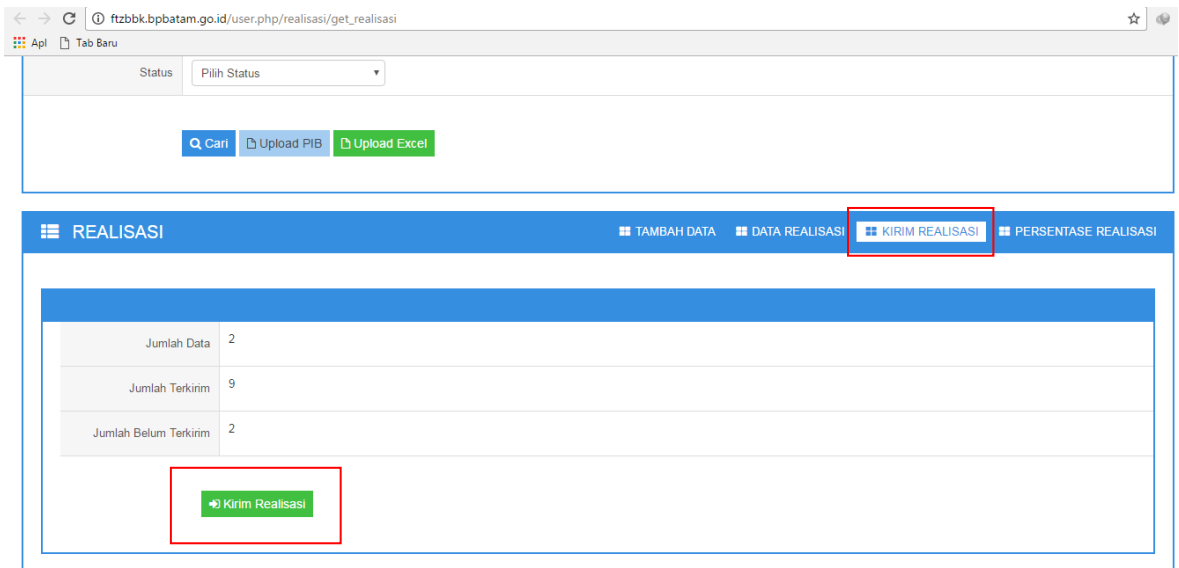 ftzbbk.bpbatam.go.id/user.php/realisasi/get_realisasi
Apl Tab Baru
Status Pilih Status
Cari Upload PIB Upload Excel
REALISASI TAMBAH DATA DATA REALISASI KIRIM REALISASI PERSENTASE REALISASI
Jumlah Data 2
Jumlah Terkirim 9
Jumlah Belum Terkirim 2
Kirim Realisasi